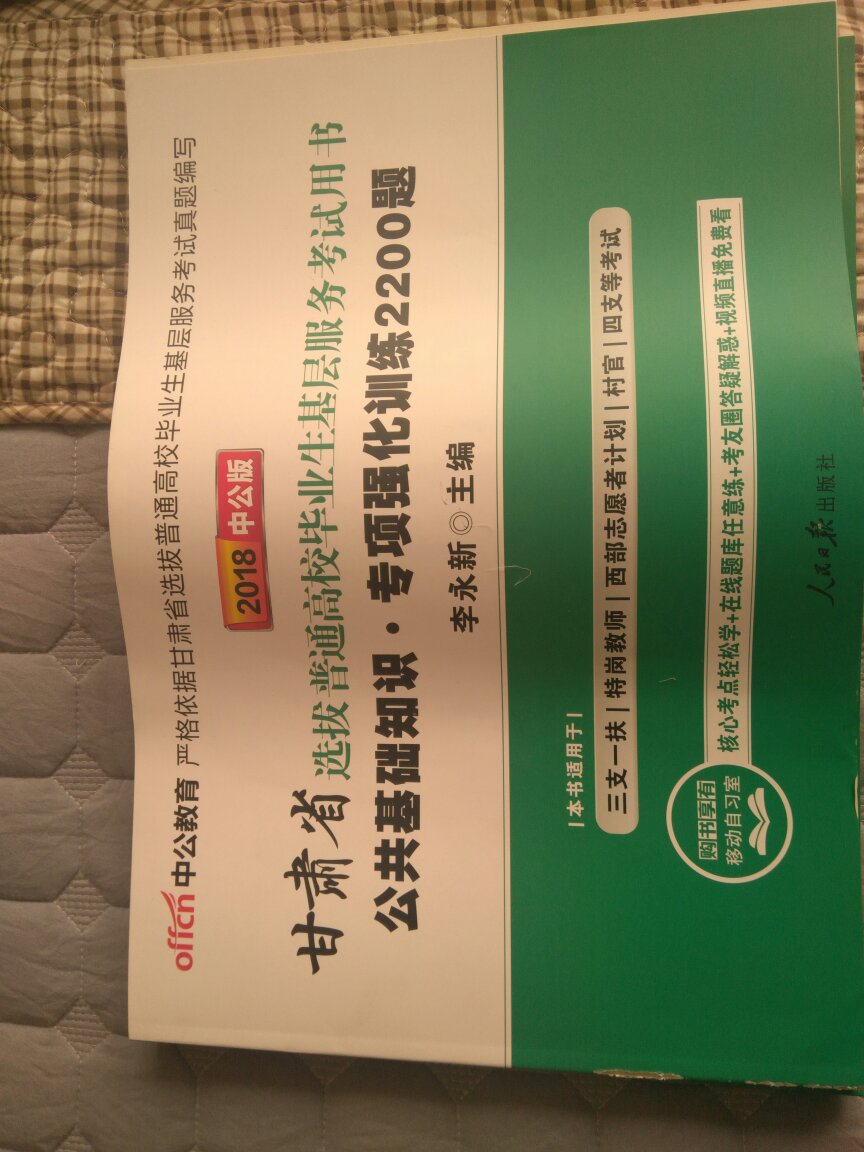 offcn 中公教育 严格依据甘肃省选拔普通高校毕业生基层服务考试真题编写
2018 中公版
甘肃省 选拔普通高校毕业生基层服务考试用书
公共基础知识·专项强化训练2200题
李永新◎主编
|本书适用于|
三支一扶|特岗教师|西部志愿者计划|村官|四支等考试
购书享有
移动自习室
核心考点轻松学+在线题库任意练+考友圈答疑解惑+视频直播免费看
人民日报出版社